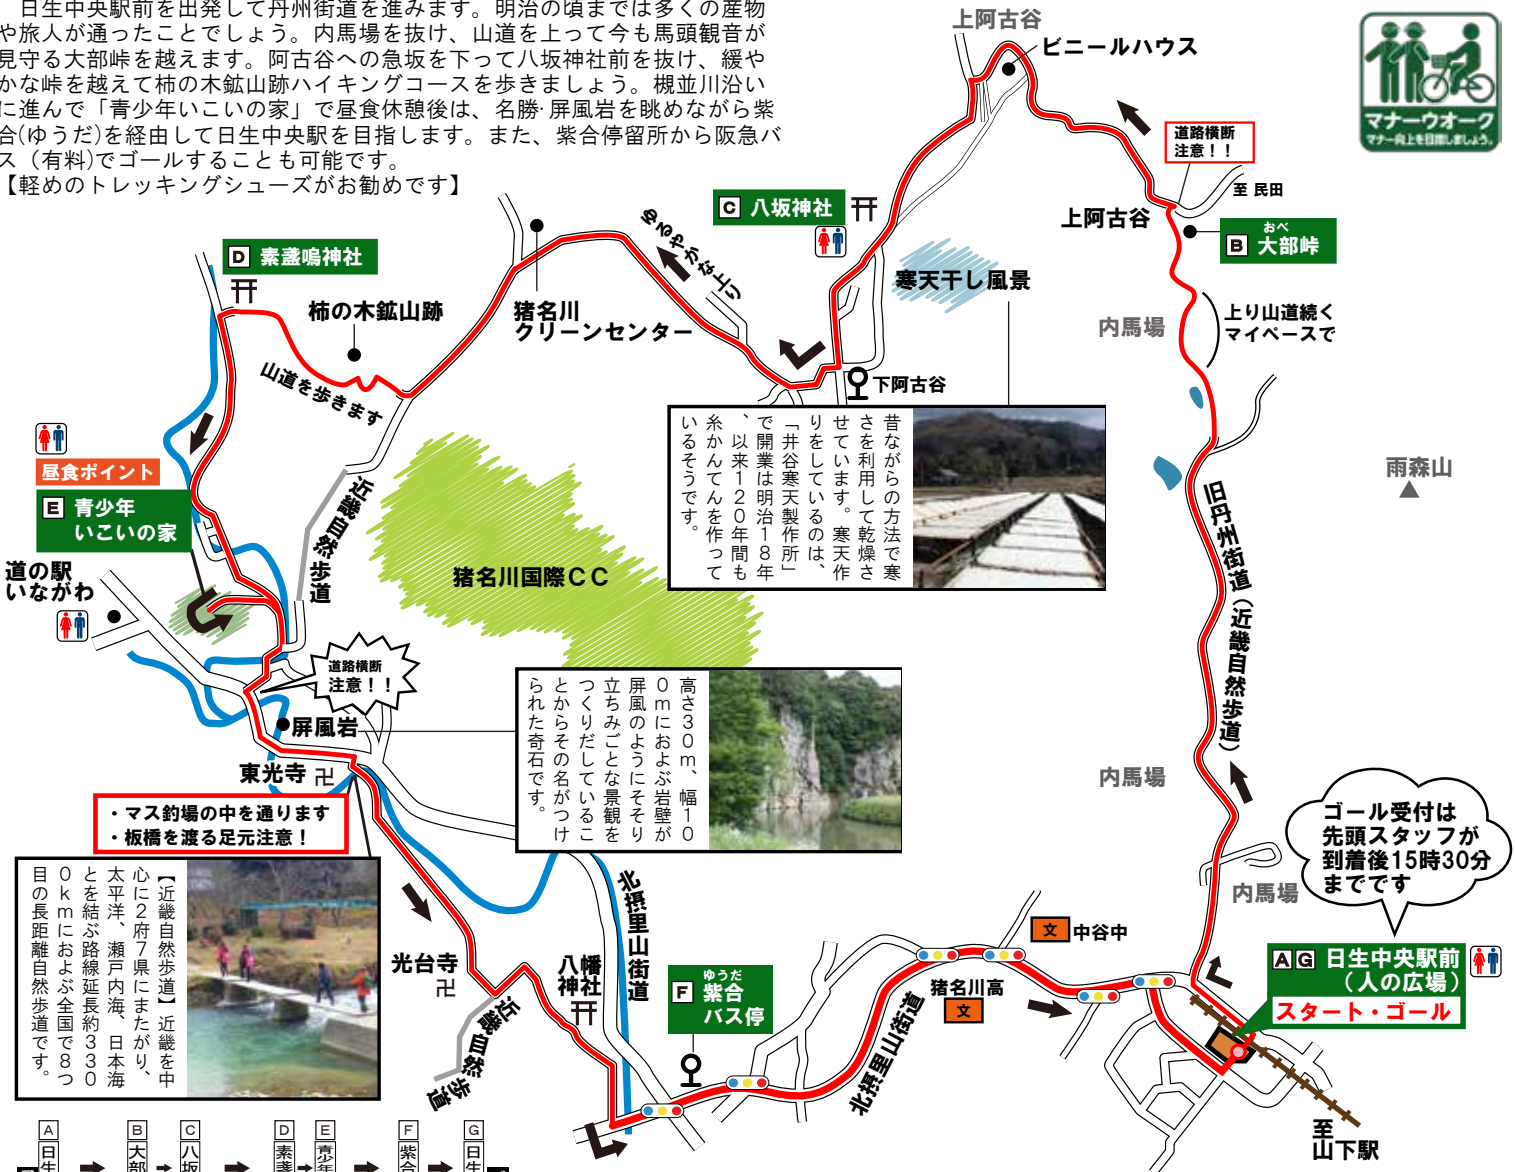 日生中央駅前を出発して丹州街道を進みます。明治の頃までは多くの産物
や旅人が通ったことでしょう。内馬場を抜け、山道を上って今も馬頭観音が
見守る大部峠を越えます。阿古谷への急坂を下って八坂神社前を抜け、緩や
かな峠を越えて柿の木鉱山跡ハイキングコースを歩きましょう。槻並川沿い
に進んで「青少年いこいの家」で昼食休憩後は、名勝･屏風岩を眺めながら紫
合(ゆうだ)を経由して日生中央駅を目指します。また、紫合停留所から阪急バ
ス（有料)でゴールすることも可能です。
【軽めのトレッキングシューズがお勧めです】
上阿古谷
ビニールハウス
マナーウオーク
マナー向上を目指しましょう。
道路横断
注意！！
至 民田
上阿古谷
B おべ
大部峠
C 八坂神社
ゆるやかな上り
寒天干し風景
D 素盞嗚神社
柿の木鉱山跡
猪名川
クリーンセンター
内馬場
上り山道続く
マイペースで
山道を歩きます
下阿古谷
昔ながらの方法で寒
さを利用して乾燥さ
せています。寒天作
りをしているのは、
「井谷寒天製作所」
で開業は明治１８年
、以来１２０年間も
糸かんてんを作って
いるそうです。
雨森山
昼食ポイント
E 青少年
いこいの家
近畿自然歩道
旧丹州街道（近畿自然歩道）
道の駅
いながわ
猪名川国際ＣＣ
道路横断
注意！！
屏風岩
東光寺
卍
高さ３０ｍ、幅１０
０ｍにおよぶ岩壁が
屏風のようにそそり
立ちみごとな景観を
つくりだしているこ
とからその名がつけ
られた奇石です。
内馬場
・マス釣場の中を通ります
・板橋を渡る足元注意！
ゴール受付は
先頭スタッフが
到着後15時30分
までです
【近畿自然歩道】近畿を中
心に２府７県にまたがり、
太平洋、瀬戸内海、日本海
とを結ぶ路線延長約３３０
０ｋｍにおよぶ全国で８つ
目の長距離自然歩道です。
内馬場
北摂里山街道
光台寺
卍
八幡
神社
近畿自然歩道
F ゆうだ
紫合
バス停
文 中谷中
猪名川高
文
北摂里山街道
A G 日生中央駅前
（人の広場）
スタート・ゴール
至
山下駅
A 日生
B 大部
C 八坂
D 素盞
E 青少年
F 紫合
G 日生